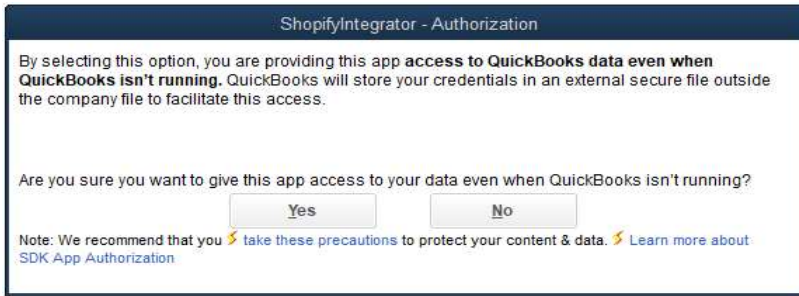 ShopifyIntegrator - Authorization
By selecting this option, you are providing this app access to QuickBooks data even when
QuickBooks isn't running. QuickBooks will store your credentials in an external secure file outside
the company file to facilitate this access.
Are you sure you want to give this app access to your data even when QuickBooks isn't running?
Yes No
Note: We recommend that you take these precautions to protect your content & data. Learn more about
SDK App Authorization